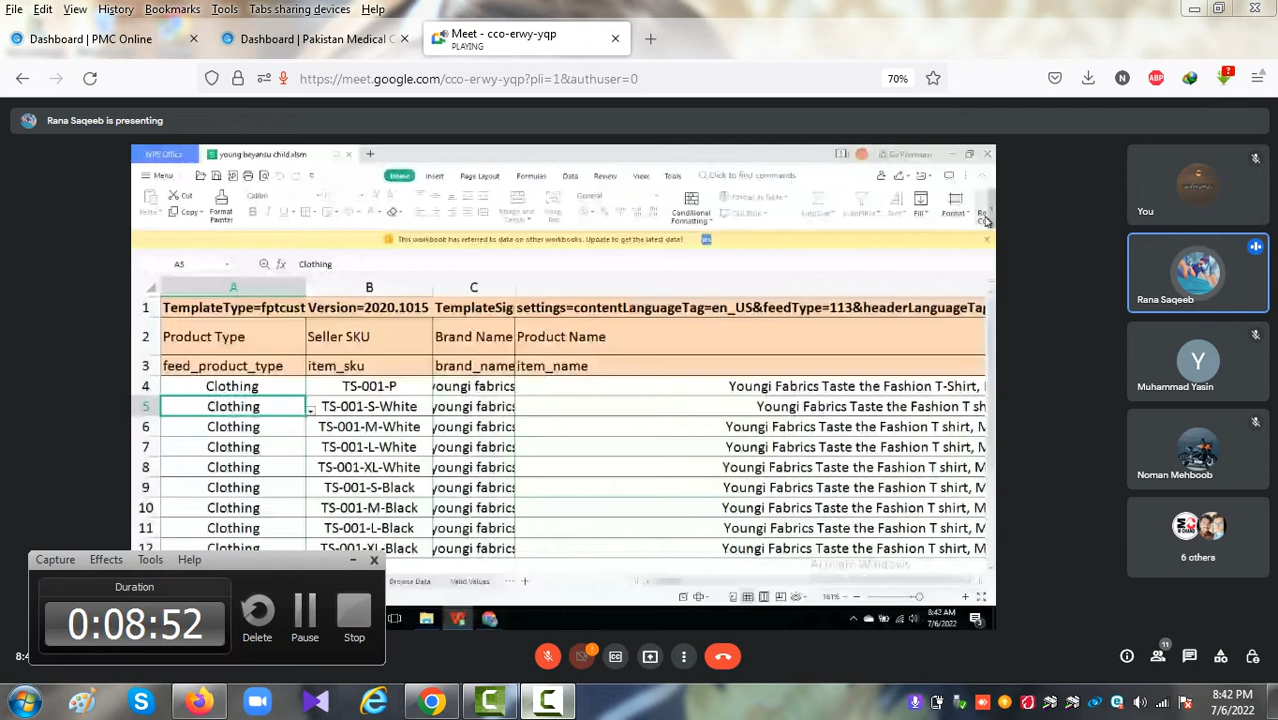 File Edit View History Bookmarks Tools Tabs sharing devices Help
Dashboard | PMC Online
Dashboard | Pakistan Medical C
Meet - cco-erwy-yqp
PLAYING
https://meet.google.com/cco-erwy-yqp?pli=1&authuser=0
70%
Rana Saqeeb is presenting
WPS Office
young beyansu child.xlsm
Menu Home Insert Page Layout Formulas Data Review View Tools Click to find commands
Cut
Copy
Format Painter
Calibri
General
Conditional Formatting
Fill
Format
This workbook has referred to data on other workbooks. Update to get the latest data!
A5
fx
Clothing
A B C
1 TemplateType=fptcust Version=2020.1015 TemplateSig settings=contentLanguageTag=en_US&feedType=113&headerLanguageTag
2 Product Type Seller SKU Brand Name Product Name
3 feed_product_type item_sku brand_name item_name
4 Clothing TS-001-P youngi fabrics Youngi Fabrics Taste the Fashion T-Shirt,
5 Clothing TS-001-S-White youngi fabrics Youngi Fabrics Taste the Fashion T sh
6 Clothing TS-001-M-White youngi fabrics Youngi Fabrics Taste the Fashion T shirt, M
7 Clothing TS-001-L-White youngi fabrics Youngi Fabrics Taste the Fashion T shirt, M
8 Clothing TS-001-XL-White youngi fabrics Youngi Fabrics Taste the Fashion T shirt, M
9 Clothing TS-001-S-Black youngi fabrics Youngi Fabrics Taste the Fashion T shirt, M
10 Clothing TS-001-M-Black youngi fabrics Youngi Fabrics Taste the Fashion T shirt, M
11 Clothing TS-001-L-Black youngi fabrics Youngi Fabrics Taste the Fashion T shirt, M
12 Clothing TS-001-XL-Black youngi fabrics Youngi Fabrics Taste the Fashion T shirt, M
Activate Windows
Browse Data Valid Values
161%
8:42 AM
7/6/2022
You
Rana Saqeeb
Y
Muhammad Yasin
Noman Mehboob
6 others
Capture Effects Tools Help
Duration
0:08:52
Delete
Pause
Stop
11
8:42 PM
7/6/2022